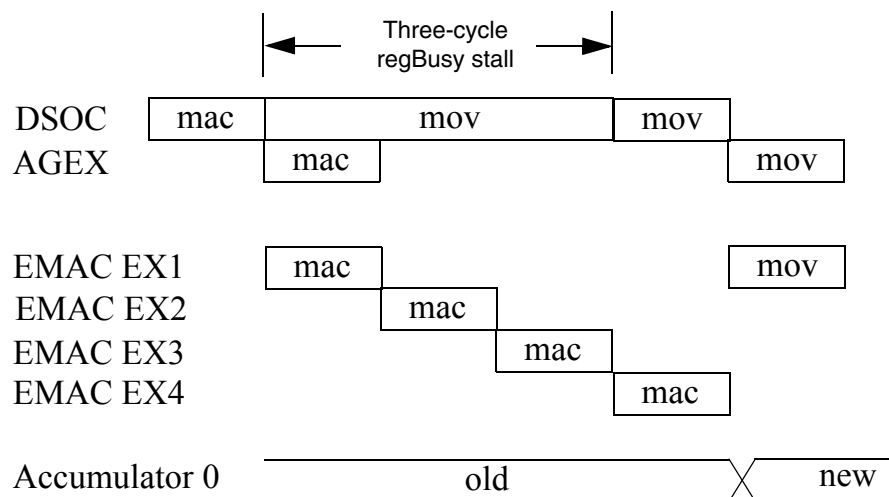 Three-cycle
regBusy stall
DSOC mac mov mov
AGEX mac mov
EMAC EX1 mac mov
EMAC EX2 mac
EMAC EX3 mac
EMAC EX4 mac
Accumulator 0 old new